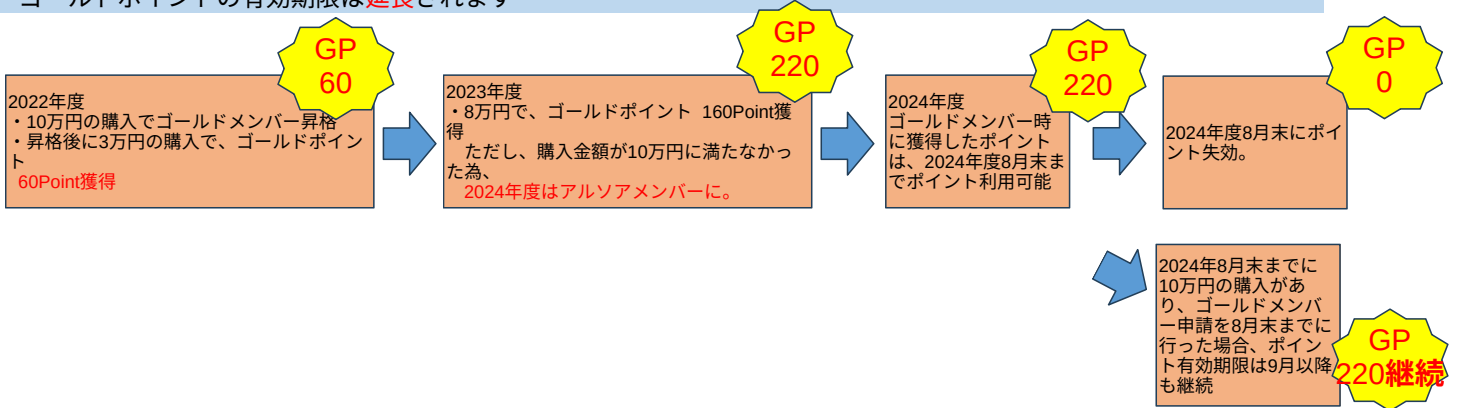 ゴールドポイントの有効期限は延長されます
GP
60
2022年度
・10万円の購入でゴールドメンバー昇格
・昇格後に3万円の購入で、ゴールドポイン
ト
60Point獲得
GP
220
2023年度
・8万円で、ゴールドポイント 160Point獲
得
ただし、購入金額が10万円に満たなかっ
た為、
2024年度はアルソアメンバーに。
GP
220
2024年度
ゴールドメンバー時
に獲得したポイント
は、2024年度8月末ま
でポイント利用可能
GP
0
2024年度8月末にポイ
ント失効。
2024年8月末までに
10万円の購入があ
り、ゴールドメンバ
ー申請を8月末までに
行った場合、ポイン
ト有効期限は9月以降
も継続
GP
220継続